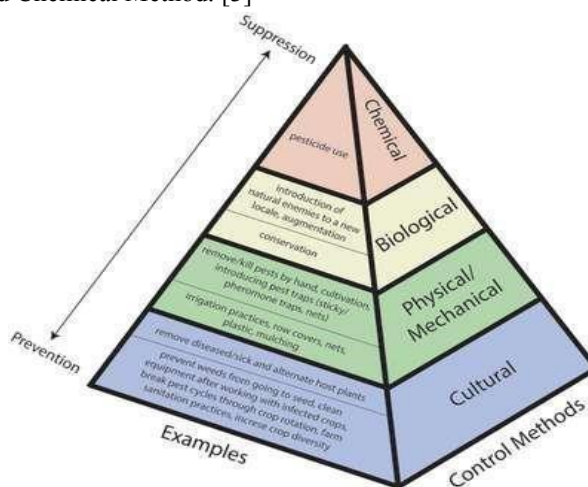 d Chemical Method. [3]
Suppression
Prevention
pesticide use
Chemical
introduction of
natural enemies to a new
locale, augmentation
conservation
Biological
remove/kill pests by hand, cultivation,
introducing pest traps (sticky/
pheromone traps, nets)
irrigation practices, row covers, nets,
plastic, mulching
Physical/
Mechanical
remove diseased/sick and alternate host plants
prevent weeds from going to seed, clean
equipment after working with infected crops,
break pest cycles through crop rotation, farm
sanitation practices, increse crop diversity
Cultural
Examples
Control Methods